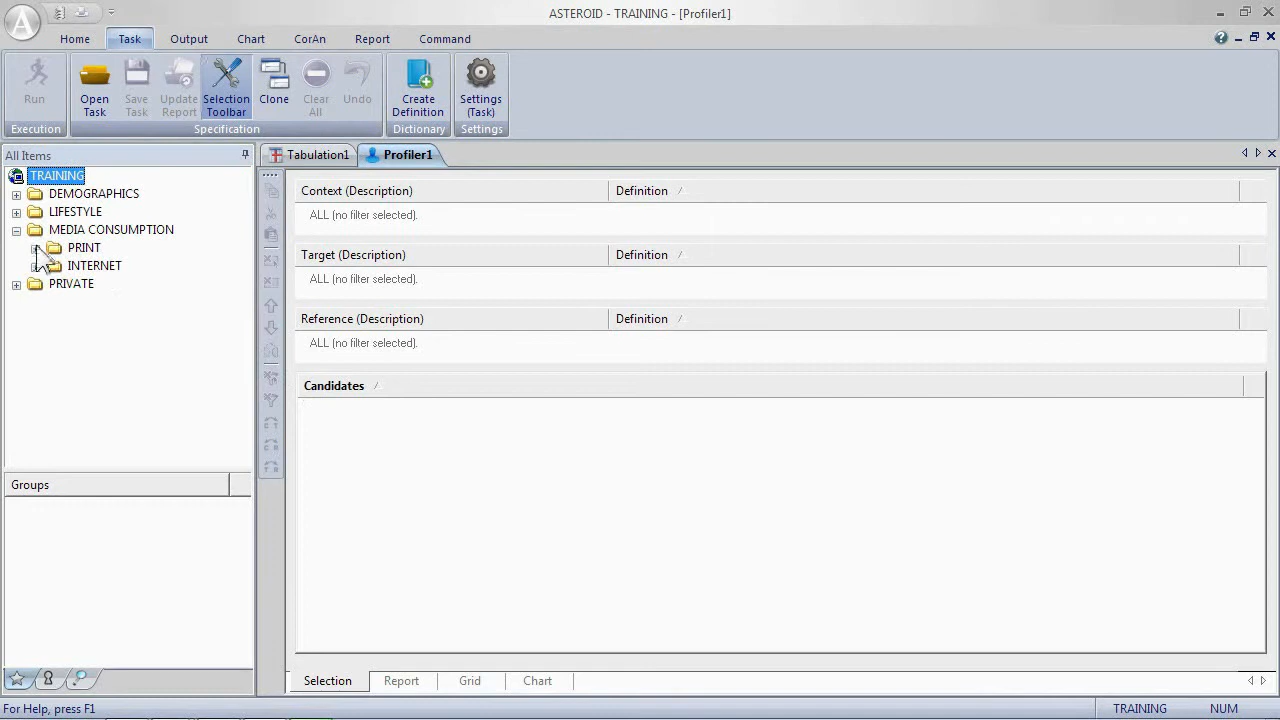 ASTEROID - TRAINING - [Profiler1]
Home Task Output Chart CorAn Report Command
Run
Open Task
Save Task
Update Report
Selection Toolbar
Clone
Clear All
Undo
Create Definition
Settings (Task)
Execution Specification Dictionary Settings
All Items
TRAINING
DEMOGRAPHICS
LIFESTYLE
MEDIA CONSUMPTION
PRINT
INTERNET
PRIVATE
Groups
Tabulation1 Profiler1
Context (Description) Definition
ALL (no filter selected).
Target (Description) Definition
ALL (no filter selected).
Reference (Description) Definition
ALL (no filter selected).
Candidates
Selection Report Grid Chart
For Help, press F1 TRAINING NUM